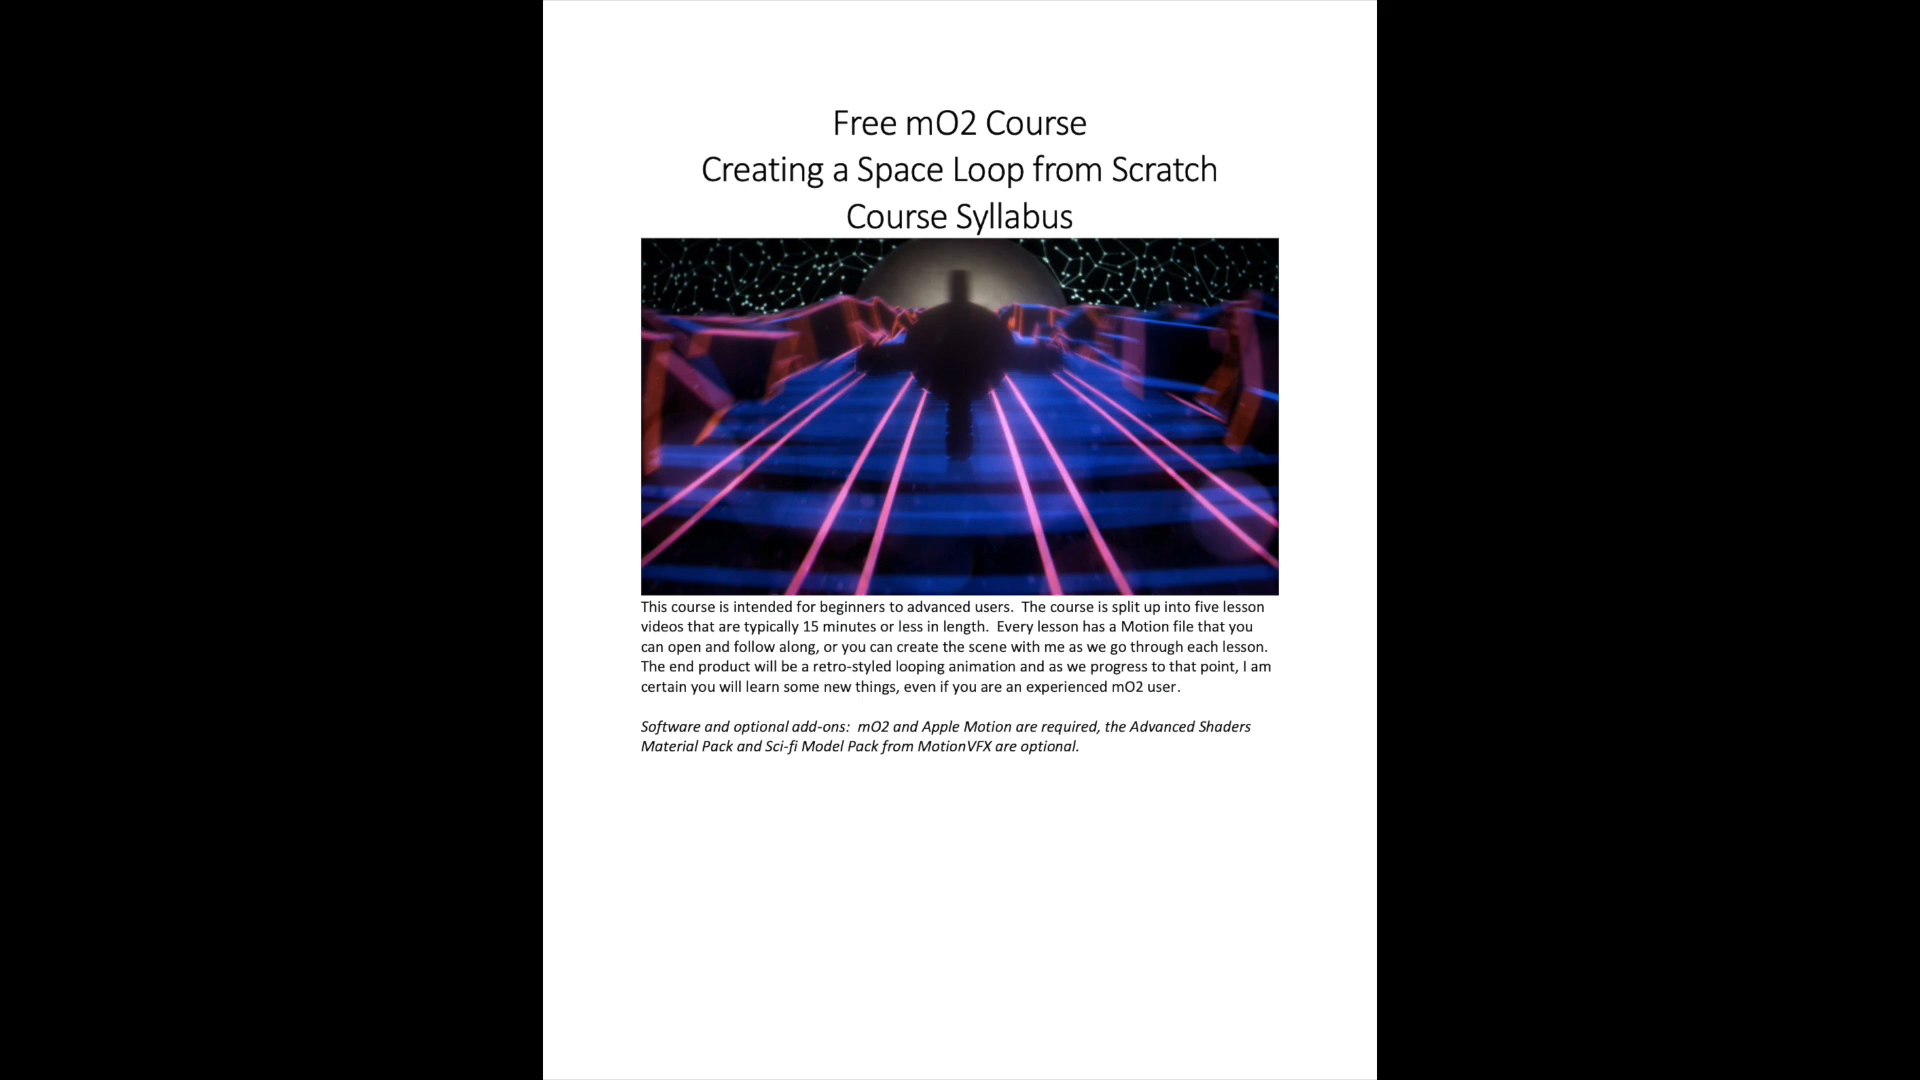 Free mO2 Course
Creating a Space Loop from Scratch
Course Syllabus
This course is intended for beginners to advanced users.  The course is split up into five lesson
videos that are typically 15 minutes or less in length.  Every lesson has a Motion file that you
can open and follow along, or you can create the scene with me as we go through each lesson.
The end product will be a retro-styled looping animation and as we progress to that point, I am
certain you will learn some new things, even if you are an experienced mO2 user.
Software and optional add-ons:  mO2 and Apple Motion are required, the Advanced Shaders
Material Pack and Sci-fi Model Pack from MotionVFX are optional.